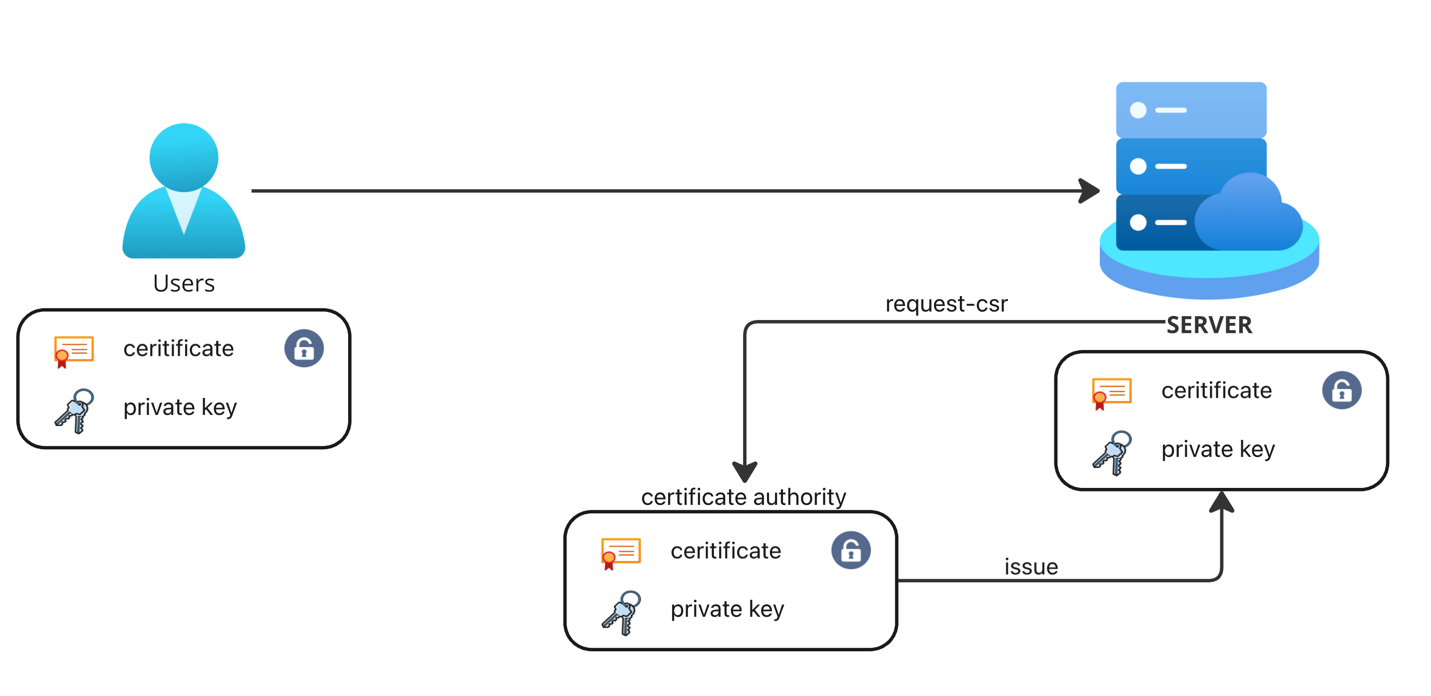 Users
ceritificate
private key
request-csr
SERVER
ceritificate
private key
certificate authority
ceritificate
private key
issue